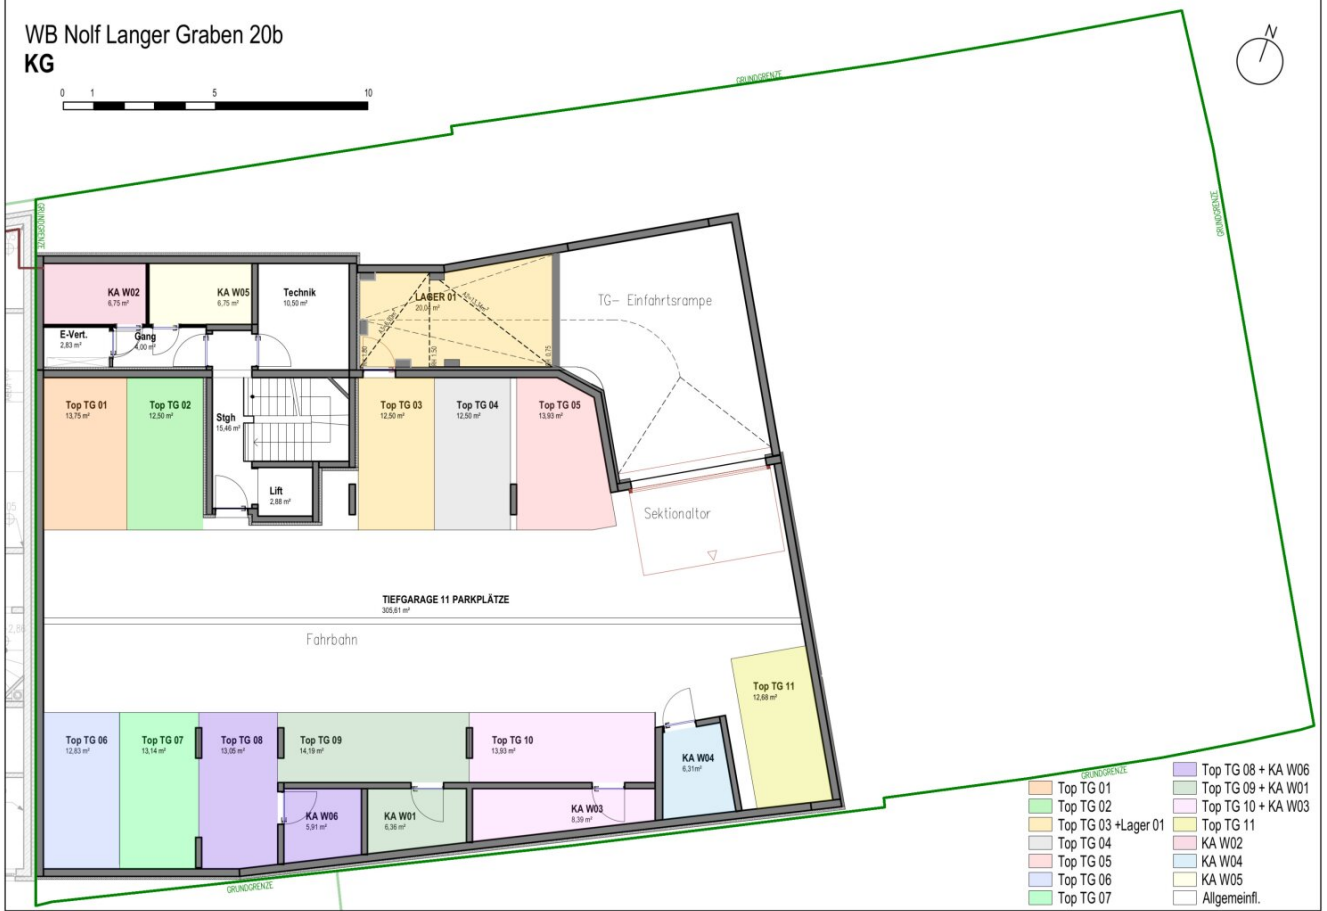 WB Nolf Langer Graben 20b
KG
0 1 5 10
N
GRUNDGRENZE
GRUNDGRENZE
GRUNDGRENZE
KA W02
6,75 m²
KA W05
6,75 m²
Technik
10,50 m²
LAGER 01
TG- Einfahrtsrampe
E-Vert.
2,83 m²
Gang
4,00 m²
Top TG 01
13,75 m²
Top TG 02
12,50 m²
Stgh
15,46 m²
Top TG 03
12,50 m²
Top TG 04
12,50 m²
Top TG 05
13,93 m²
Lift
2,88 m²
Sektionaltor
TIEFGARAGE 11 PARKPLÄTZE
305,61 m²
Fahrbahn
Top TG 11
12,68 m²
Top TG 06
12,83 m²
Top TG 07
13,14 m²
Top TG 08
13,05 m²
Top TG 09
14,19 m²
Top TG 10
13,93 m²
KA W04
6,31m²
KA W06
5,91 m²
KA W01
6,36 m²
KA W03
8,39 m²
GRUNDGRENZE
GRUNDGRENZE
Top TG 01
Top TG 02
Top TG 03 +Lager 01
Top TG 04
Top TG 05
Top TG 06
Top TG 07
Top TG 08 + KA W06
Top TG 09 + KA W01
Top TG 10 + KA W03
Top TG 11
KA W02
KA W04
KA W05
Allgemeinfl.